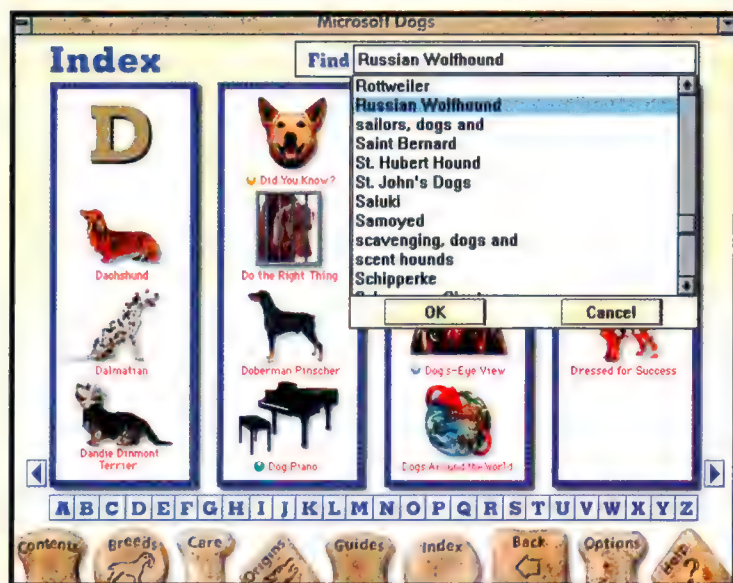 Microsoft Dogs
Index
Find Russian Wolfhound
Rottweiler
Russian Wolfhound
sailors, dogs and
Saint Bernard
St. Hubert Hound
St. John's Dogs
Saluki
Samoyed
scavenging, dogs and
scent hounds
Schipperke
OK
Cancel
D
Dachshund
Dalmatian
Dandie Dinmont
Terrier
Did You Know?
Do the Right Thing
Doberman Pinscher
Dog Piano
Dog's-Eye View
Dogs Around the World
Dressed for Success
A B C D E F G H I J K L M N O P Q R S T U V W X Y Z
Contents
Breeds
Care
Origins
Guides
Index
Back
Options
Help
?